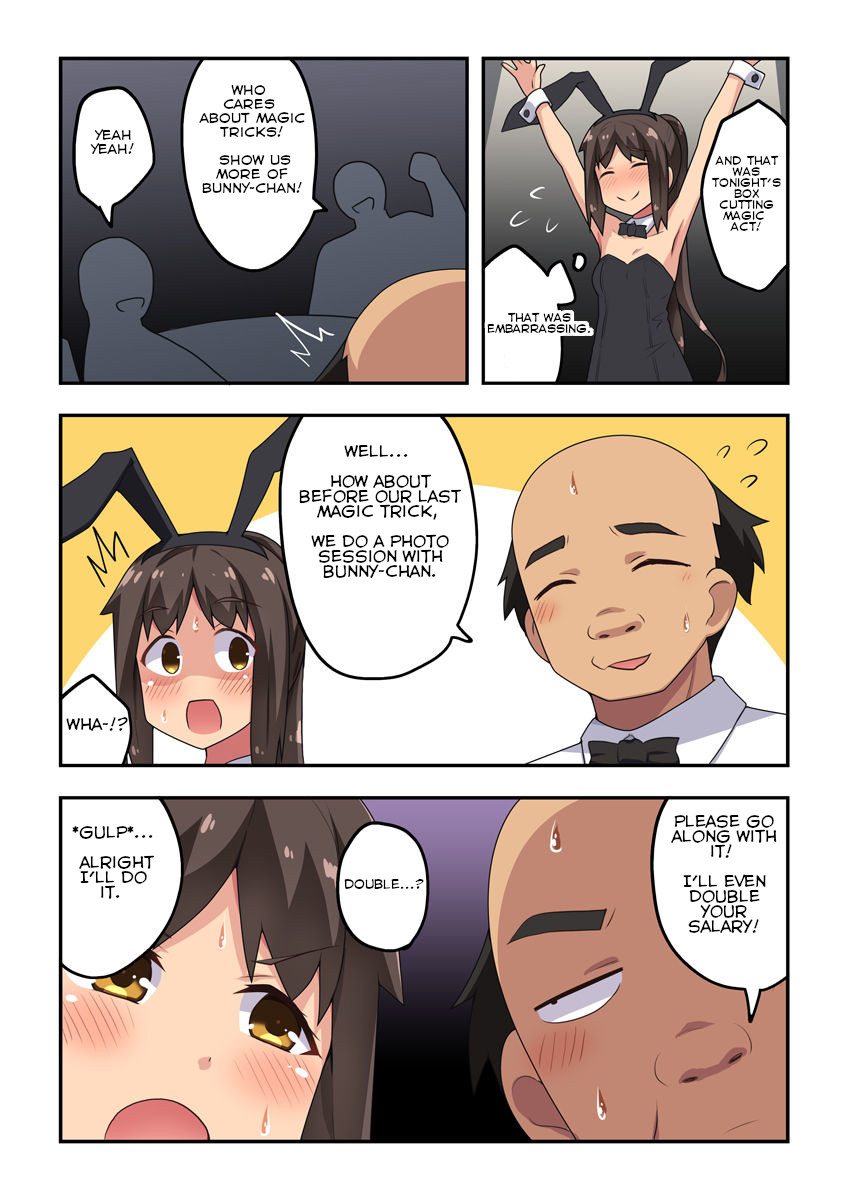 AND THAT
WAS
TONIGHT'S
BOX
CUTTING
MAGIC
ACT!
THAT WAS
EMBARRASSING.
WHO
CARES
ABOUT MAGIC
TRICKS!
SHOW US
MORE OF
BUNNY-CHAN!
YEAH
YEAH!
WELL...
HOW ABOUT
BEFORE OUR LAST
MAGIC TRICK,
WE DO A PHOTO
SESSION WITH
BUNNY-CHAN.
WHA-!?
PLEASE GO
ALONG WITH
IT!
I'LL EVEN
DOUBLE
YOUR
SALARY!
DOUBLE...?
*GULP*...
ALRIGHT
I'LL DO
IT.